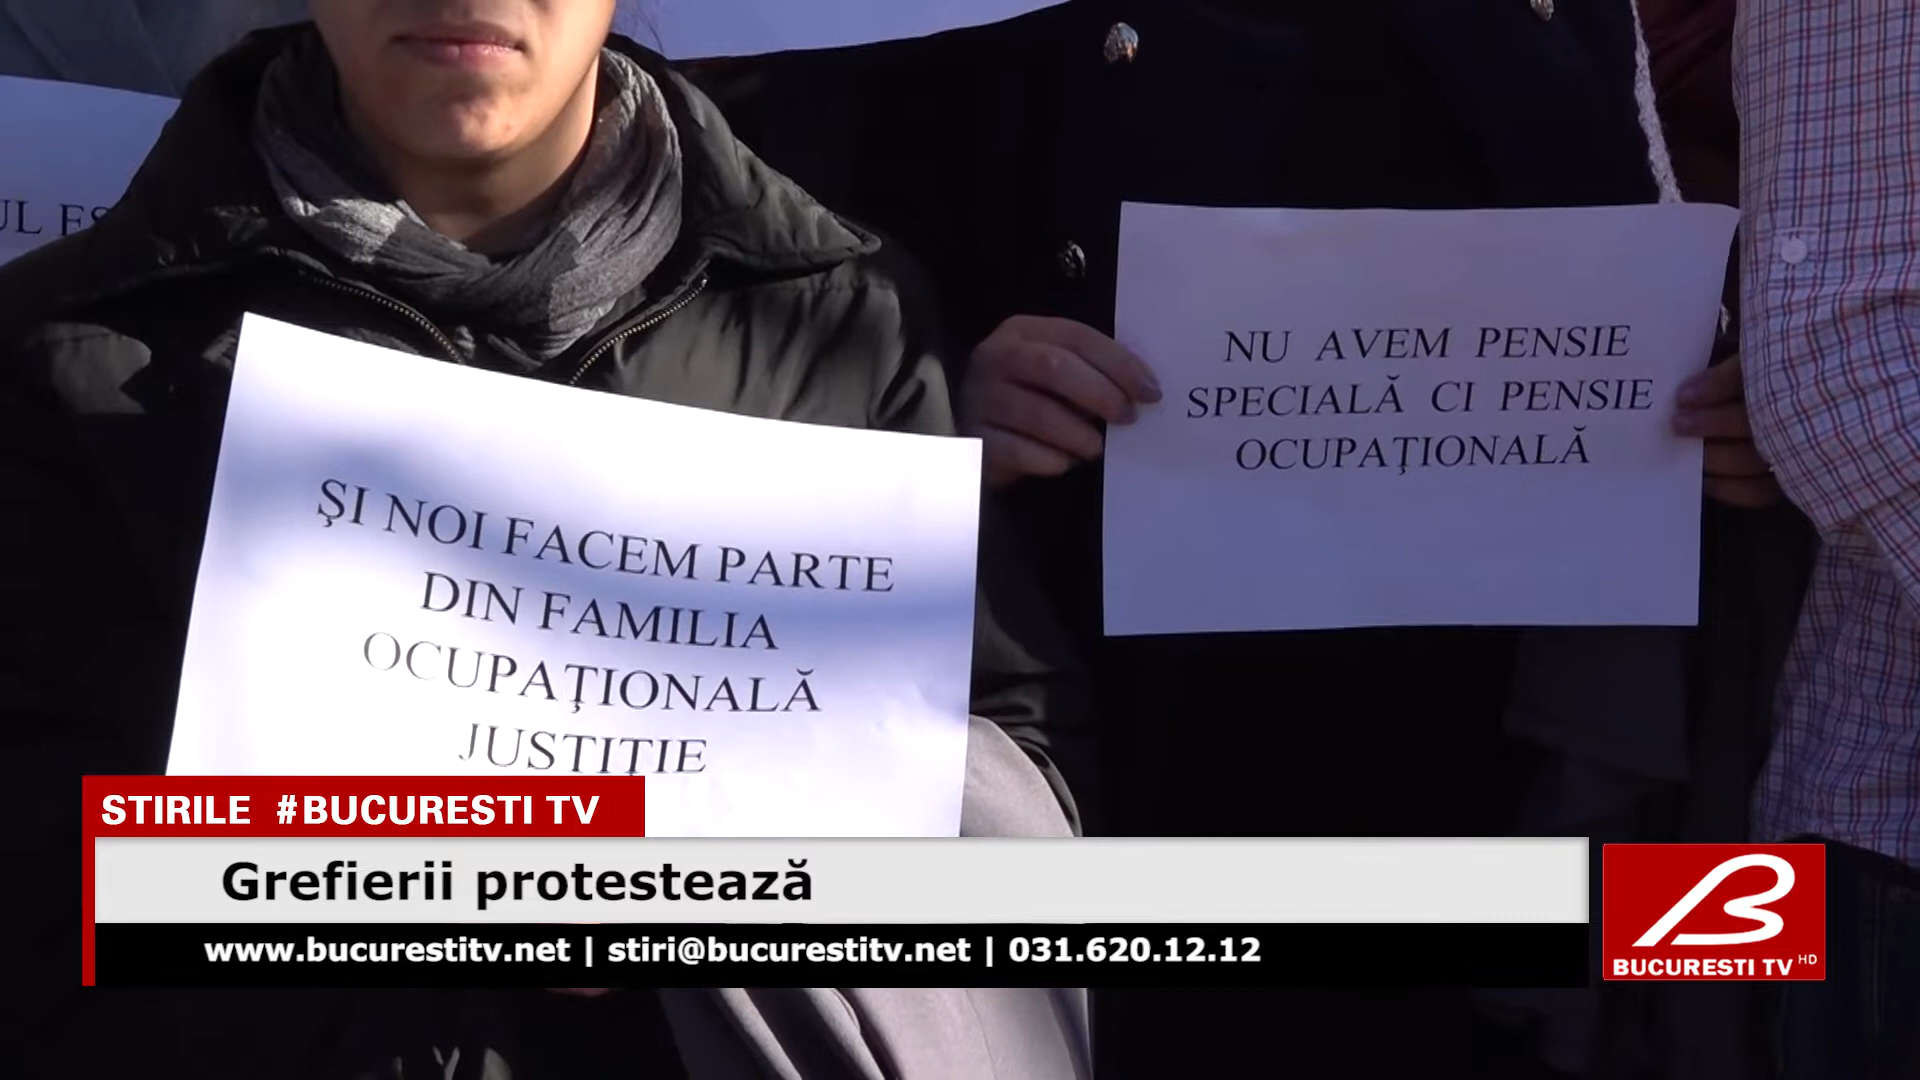 UL
NU AVEM PENSIE
SPECIALĂ CI PENSIE
OCUPAŢIONALĂ
ŞI NOI FACEM PARTE
DIN FAMILIA
OCUPAŢIONALĂ
JUSTIŢIE
STIRILE #BUCURESTI TV
Grefierii protestează
www.bucurestitv.net | stiri@bucurestitv.net | 031.620.12.12
BUCURESTI TV HD